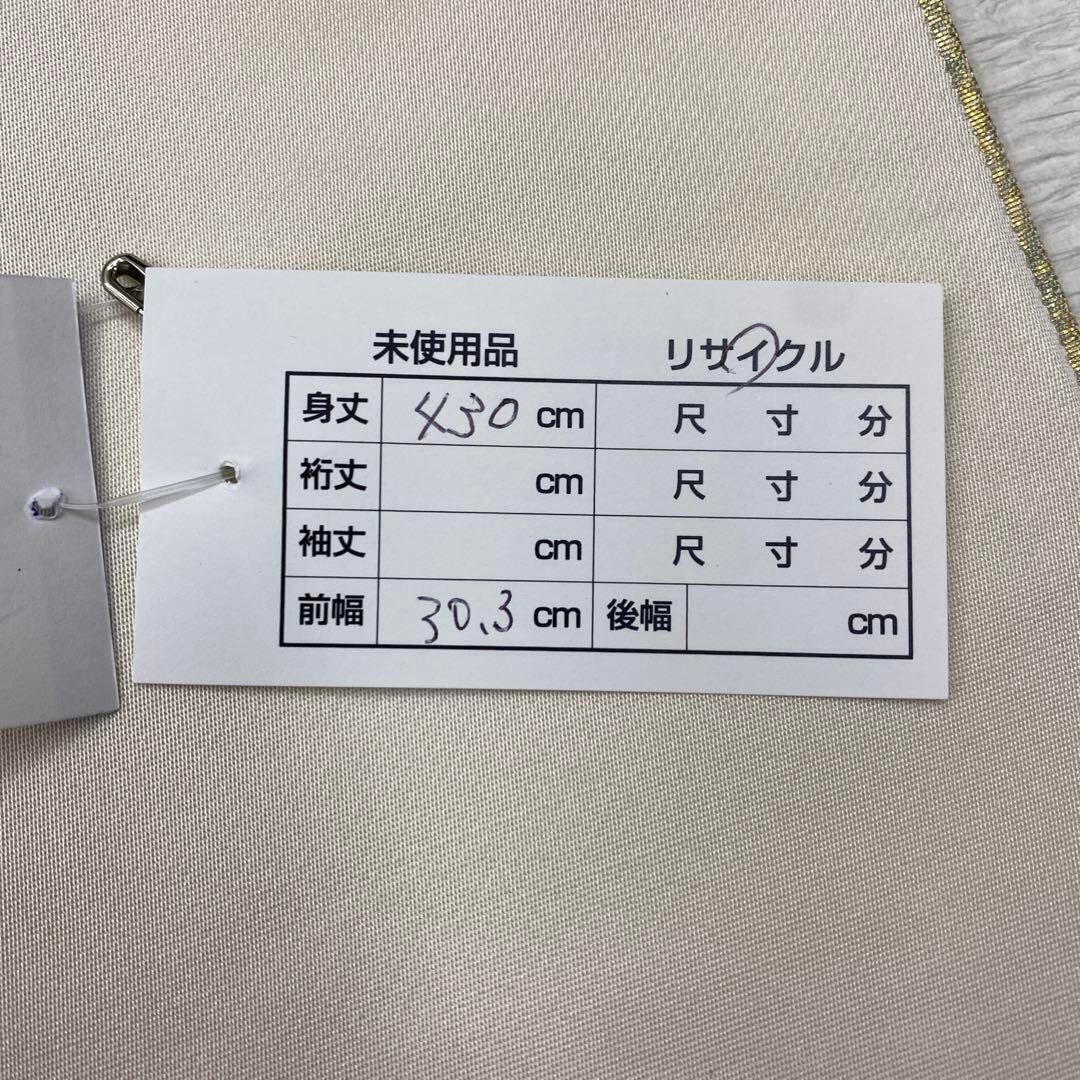 未使用品 リサイクル
身丈 430 cm 尺 寸 分
裄丈 cm 尺 寸 分
袖丈 cm 尺 寸 分
前幅 30.3 cm 後幅 cm